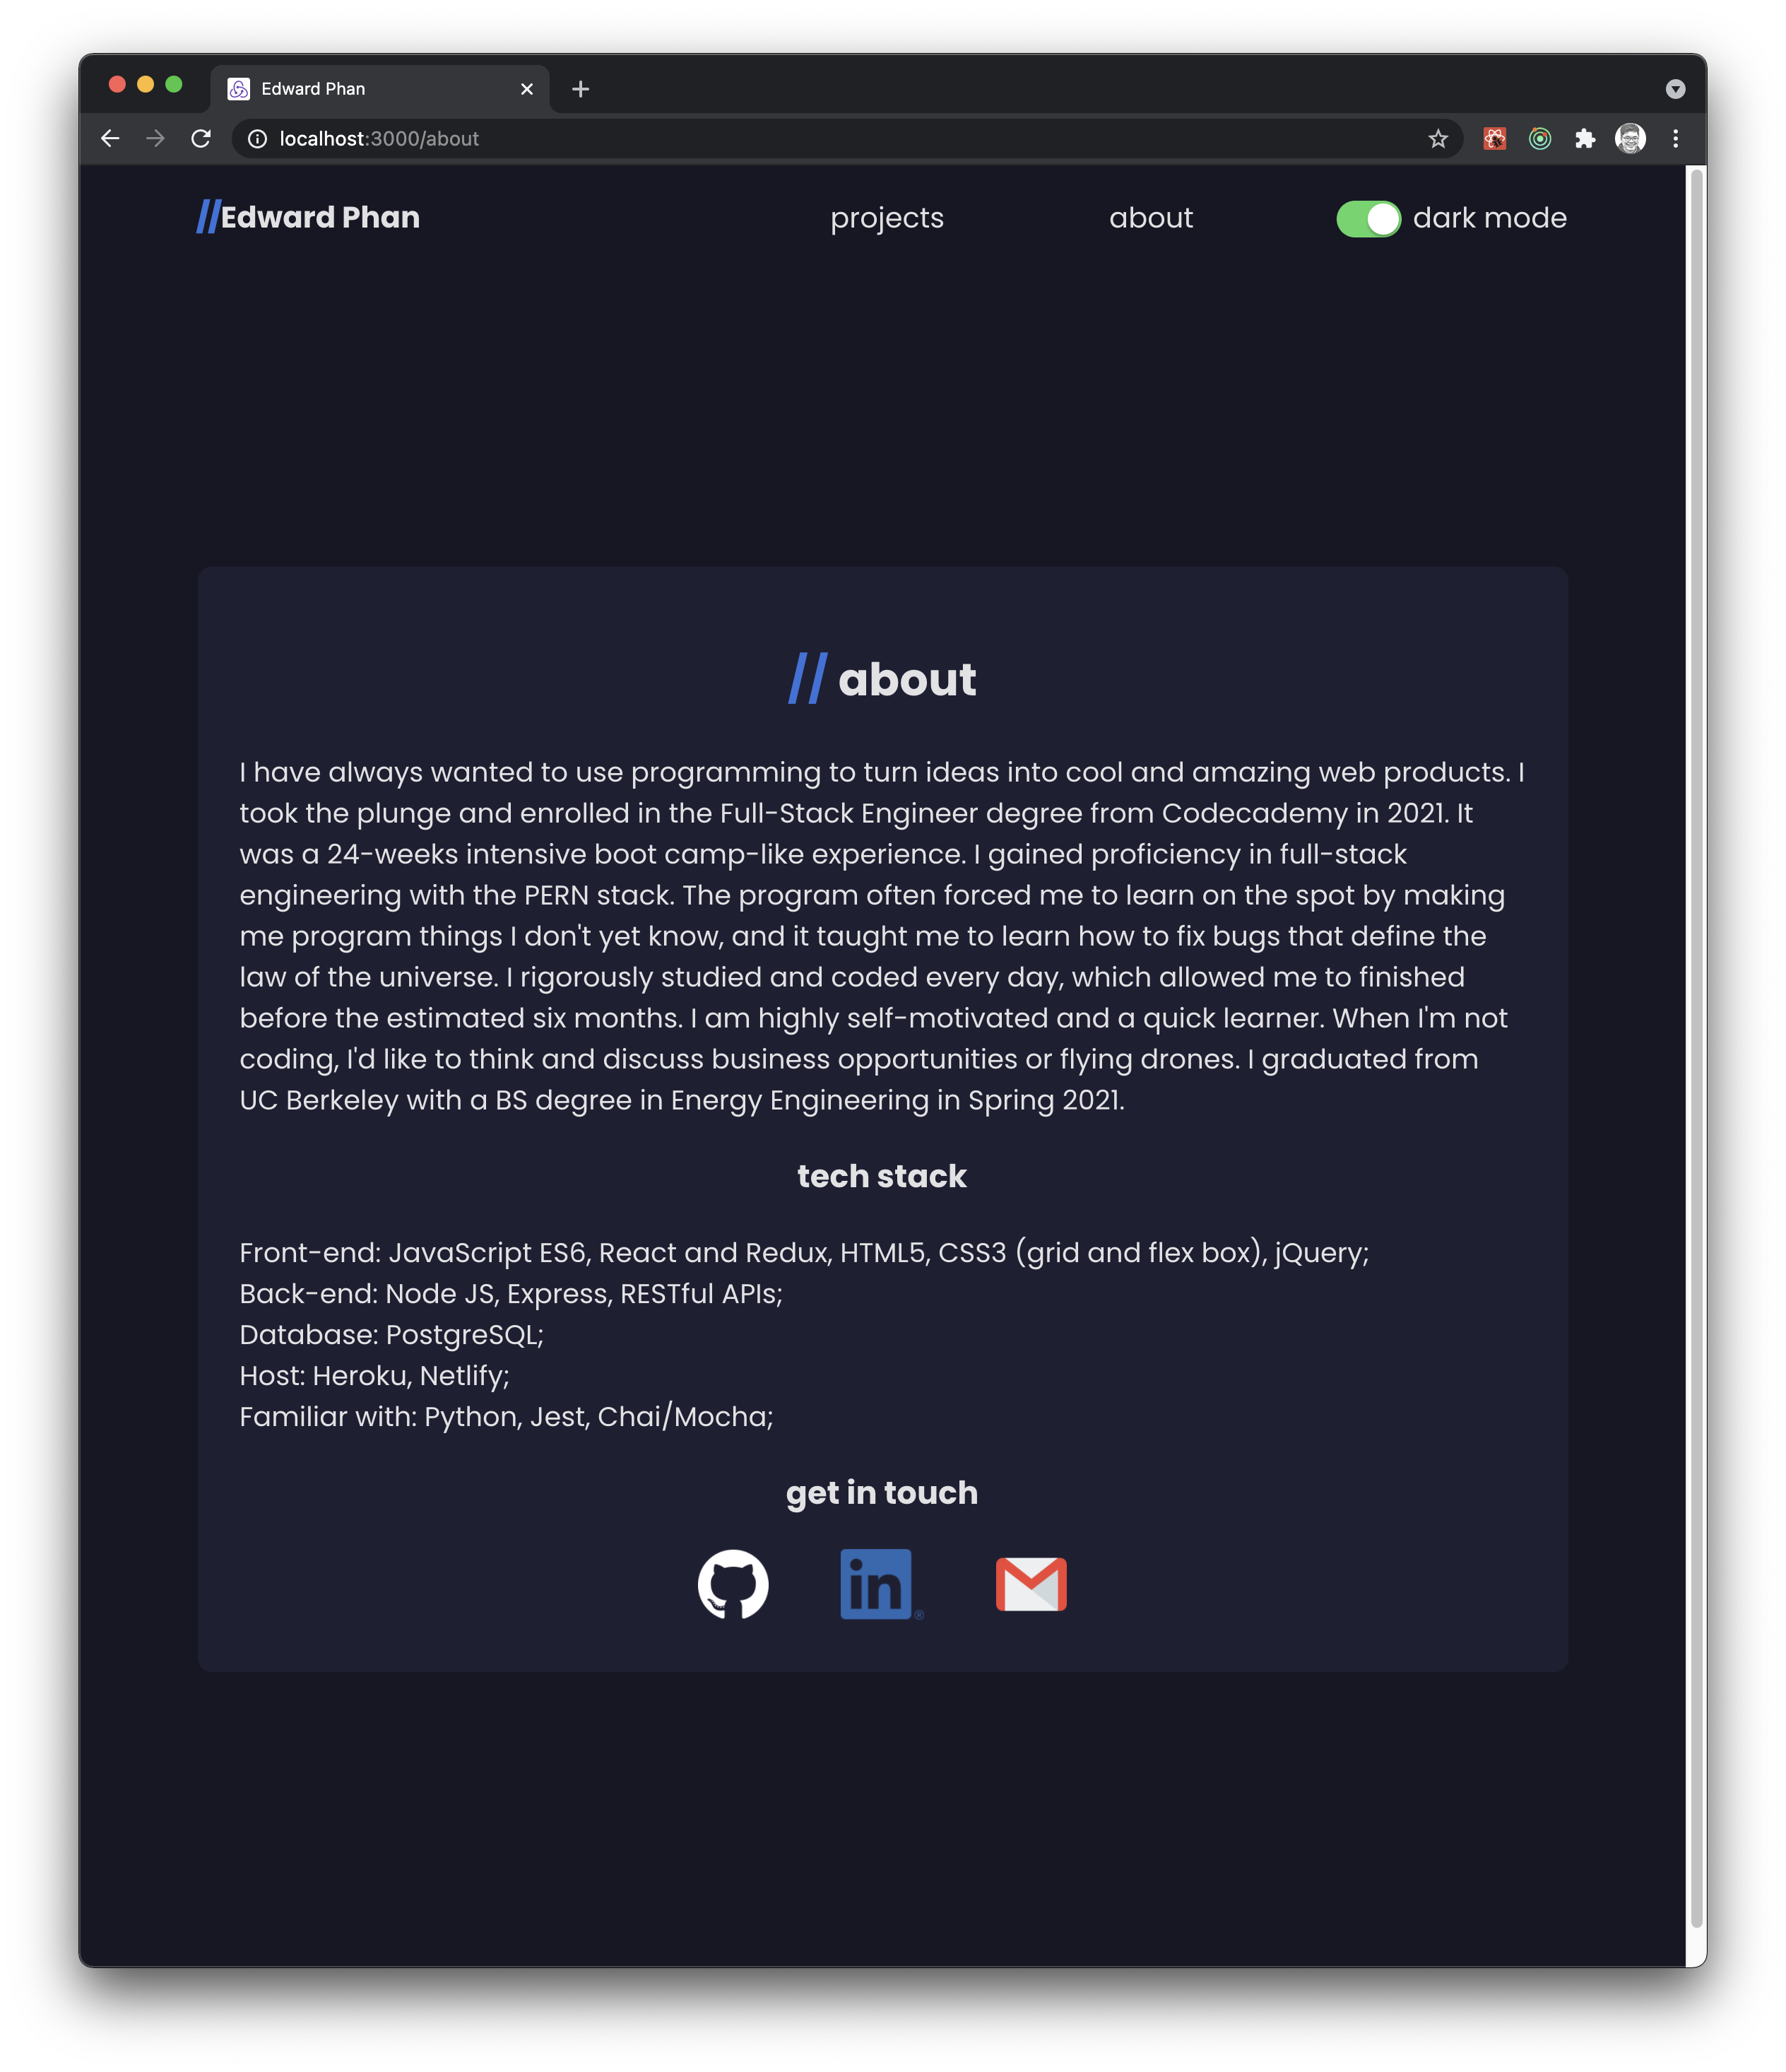 Edward Phan
localhost:3000/about
//Edward Phan projects about dark mode
// about
I have always wanted to use programming to turn ideas into cool and amazing web products. I
took the plunge and enrolled in the Full-Stack Engineer degree from Codecademy in 2021. It
was a 24-weeks intensive boot camp-like experience. I gained proficiency in full-stack
engineering with the PERN stack. The program often forced me to learn on the spot by making
me program things I don't yet know, and it taught me to learn how to fix bugs that define the
law of the universe. I rigorously studied and coded every day, which allowed me to finished
before the estimated six months. I am highly self-motivated and a quick learner. When I'm not
coding, I'd like to think and discuss business opportunities or flying drones. I graduated from
UC Berkeley with a BS degree in Energy Engineering in Spring 2021.
tech stack
Front-end: JavaScript ES6, React and Redux, HTML5, CSS3 (grid and flex box), jQuery;
Back-end: Node JS, Express, RESTful APIs;
Database: PostgreSQL;
Host: Heroku, Netlify;
Familiar with: Python, Jest, Chai/Mocha;
get in touch
in ®